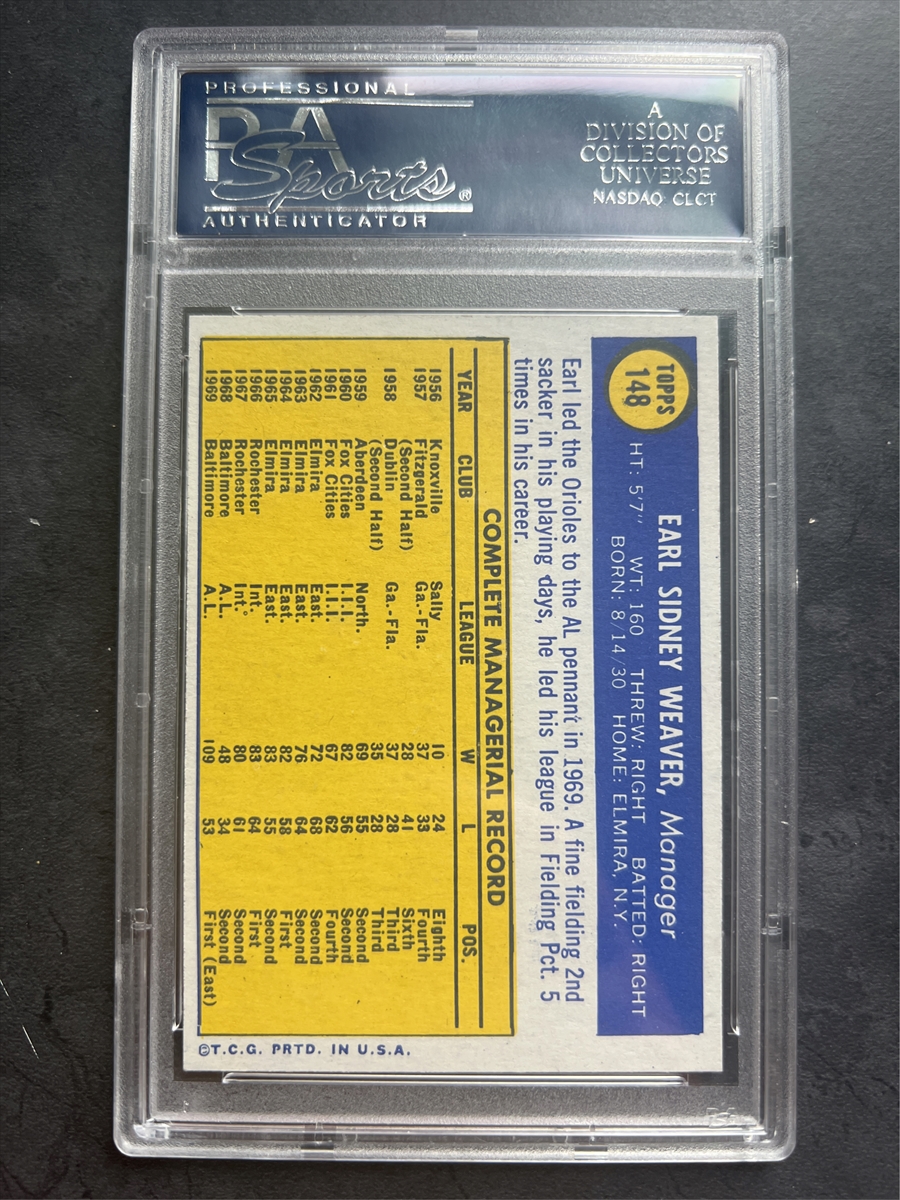 PROFESSIONAL
PSA
Sports®
AUTHENTICATOR
A
DIVISION OF
COLLECTORS
UNIVERSE
NASDAQ CLCT
TOPPS
148
EARL SIDNEY WEAVER, Manager
HT: 5'7" WT: 160 THREW: RIGHT BATTED: RIGHT
BORN: 8/14/30 HOME: ELMIRA, N.Y.
Earl led the Orioles to the AL pennant in 1969. A fine fielding 2nd
sacker in his playing days, he led his league in Fielding Pct. 5
times in his career.
COMPLETE MANAGERIAL RECORD
YEAR CLUB LEAGUE W L POS.
1956 Knoxville Sally 10 24 Eighth
1957 Fitzgerald Ga.-Fla. 37 33 Fourth
(Second Half) 28 41 Sixth
1958 Dublin Ga.-Fla. 37 28 Third
(Second Half) 35 28 Third
1959 Aberdeen North. 69 55 Second
1960 Fox Cities I.I.I. 82 56 Second
1961 Fox Cities I.I.I. 67 62 Fourth
1962 Elmira East. 72 68 Second
1963 Elmira East. 76 64 Second
1964 Elmira East. 82 58 First
1965 Elmira East. 83 55 Second
1966 Rochester Int. 83 64 First
1967 Rochester Int. 80 61 Second
1968 Baltimore A.L. 48 34 Second
1969 Baltimore A.L. 109 53 First (East)
©T.C.G. PRTD. IN U.S.A.